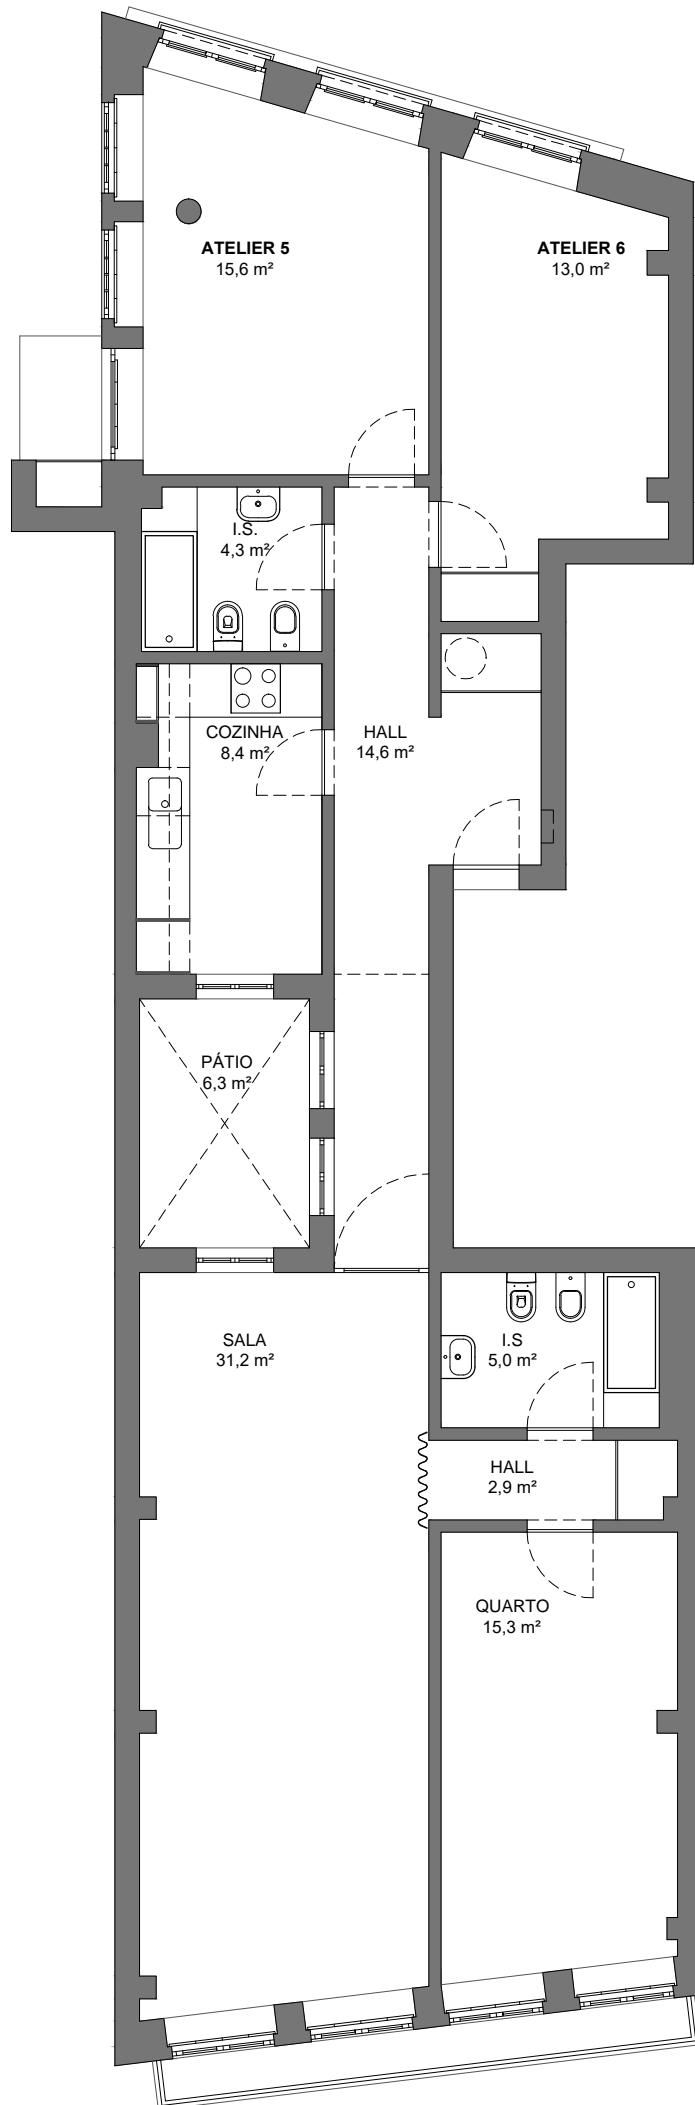 ATELIER 5
15,6 m²
ATELIER 6
13,0 m²
I.S.
4,3 m²
COZINHA
8,4 m²
HALL
14,6 m²
PÁTIO
6,3 m²
SALA
31,2 m²
I.S
5,0 m²
HALL
2,9 m²
QUARTO
15,3 m²